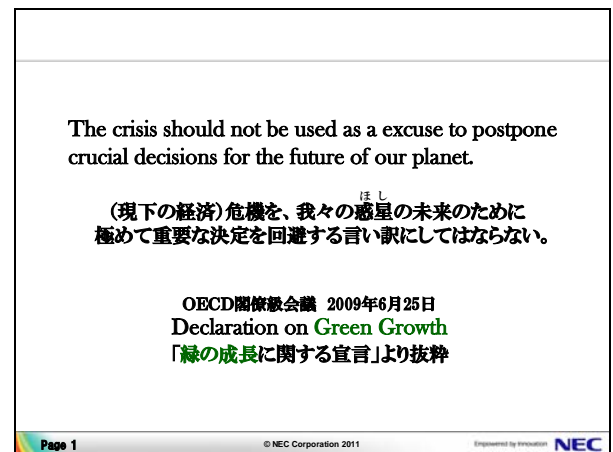 The crisis should not be used as a excuse to postpone
crucial decisions for the future of our planet.
ほし
(現下の経済)危機を、我々の惑星の未来のために
極めて重要な決定を回避する言い訳にしてはならない。
OECD閣僚級会議 2009年6月25日
Declaration on Green Growth
「緑の成長に関する宣言」より抜粋
Page 1
© NEC Corporation 2011
Empowered by Innovation
NEC